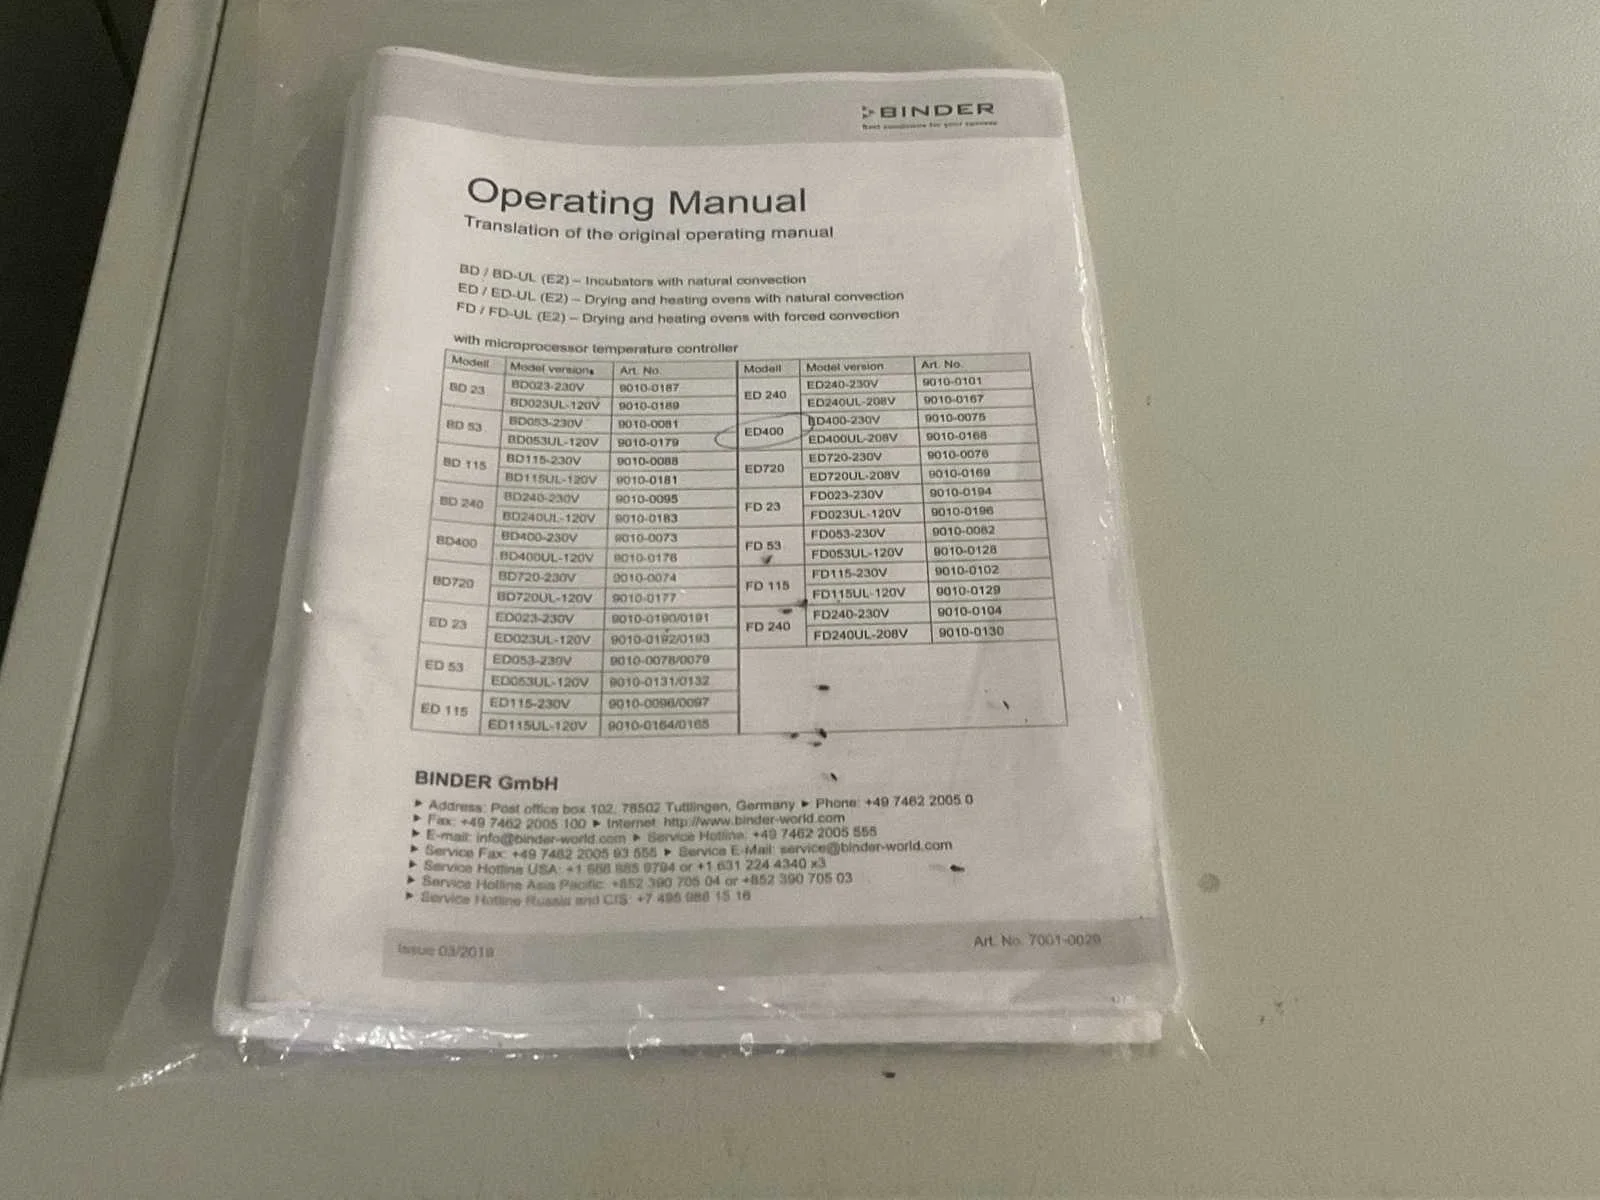 BINDER
Best conditions for your success
Operating Manual
Translation of the original operating manual
BD / BD-UL (E2) – Incubators with natural convection
ED / ED-UL (E2) – Drying and heating ovens with natural convection
FD / FD-UL (E2) – Drying and heating ovens with forced convection
with microprocessor temperature controller
Modell Model version Art. No. Modell Model version Art. No.
BD 23 BD023-230V 9010-0187 ED 240 ED240-230V 9010-0101
BD023UL-120V 9010-0189 ED240UL-208V 9010-0167
BD 53 BD053-230V 9010-0081 ED400 ED400-230V 9010-0075
BD053UL-120V 9010-0179 ED400UL-208V 9010-0168
BD 115 BD115-230V 9010-0088 ED720 ED720-230V 9010-0076
BD115UL-120V 9010-0181 ED720UL-208V 9010-0169
BD 240 BD240-230V 9010-0095 FD 23 FD023-230V 9010-0194
BD240UL-120V 9010-0183 FD023UL-120V 9010-0196
BD400 BD400-230V 9010-0073 FD 53 FD053-230V 9010-0082
BD400UL-120V 9010-0176 FD053UL-120V 9010-0128
BD720 BD720-230V 9010-0074 FD 115 FD115-230V 9010-0102
BD720UL-120V 9010-0177 FD115UL-120V 9010-0129
ED 23 ED023-230V 9010-0190/0191 FD 240 FD240-230V 9010-0104
ED023UL-120V 9010-0192/0193 FD240UL-208V 9010-0130
ED 53 ED053-230V 9010-0078/0079
ED053UL-120V 9010-0131/0132
ED 115 ED115-230V 9010-0096/0097
ED115UL-120V 9010-0164/0165
BINDER GmbH
► Address: Post office box 102, 78502 Tuttlingen, Germany ► Phone: +49 7462 2005 0
► Fax: +49 7462 2005 100 ► Internet: http://www.binder-world.com
► E-mail: info@binder-world.com ► Service Hotline: +49 7462 2005 555
► Service Fax: +49 7462 2005 93 555 ► Service E-Mail: service@binder-world.com
► Service Hotline USA: +1 866 885 9794 or +1 631 224 4340 x3
► Service Hotline Asia Pacific: +852 390 705 04 or +852 390 705 03
► Service Hotline Russia and CIS: +7 495 988 15 16
Issue 03/2019
Art. No. 7001-0029